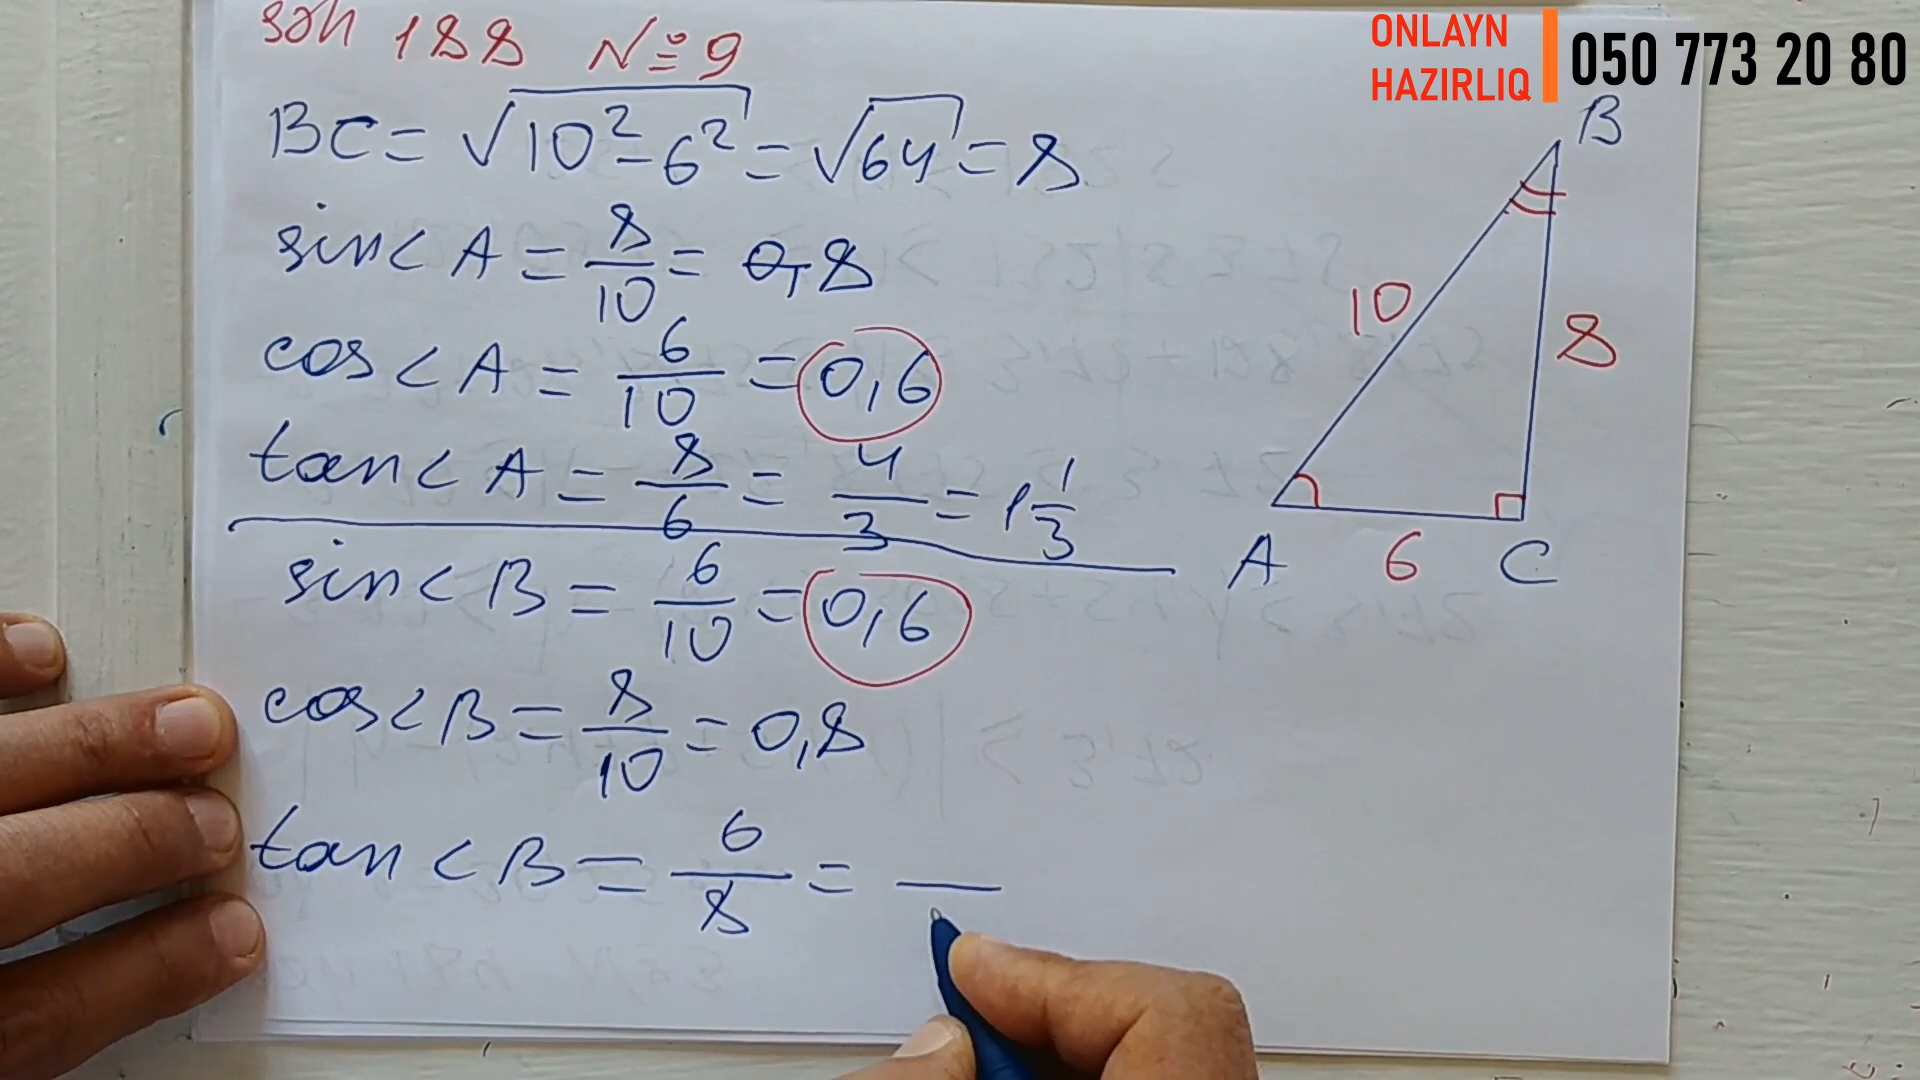 səh 188 №9
ONLAYN HAZIRLIQ | 050 773 20 80
BC = √10² - 6² = √64 = 8
sin< A = 8/10 = 0,8
cos< A = 6/10 = 0,6
tan< A = 8/6 = 4/3 = 1 1/3
sin< B = 6/10 = 0,6
cos< B = 8/10 = 0,8
tan< B = 6/8 =
B
10
8
A 6 C